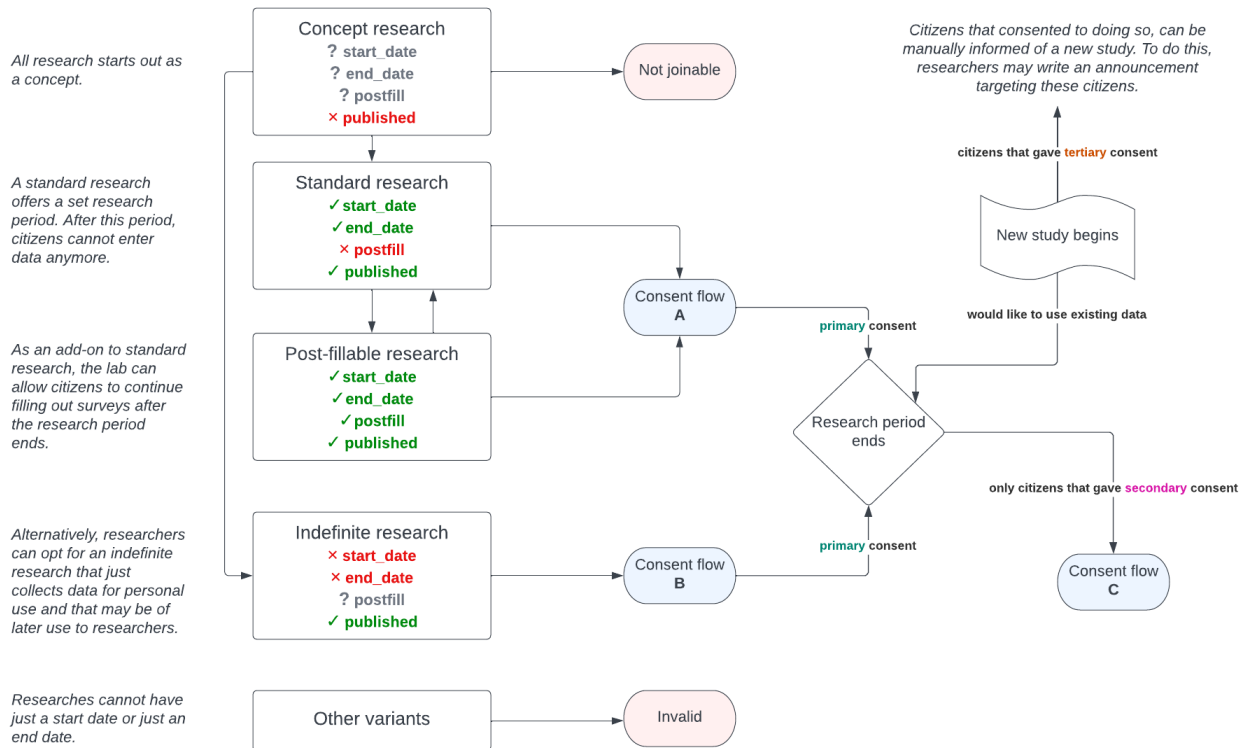 All research starts out as
a concept.
Concept research
? start_date
? end_date
? postfill
× published
Not joinable
Citizens that consented to doing so, can be
manually informed of a new study. To do this,
researchers may write an announcement
targeting these citizens.
citizens that gave tertiary consent
New study begins
would like to use existing data
A standard research
offers a set research
period. After this period,
citizens cannot enter
data anymore.
Standard research
✓start_date
✓end_date
× postfill
✓ published
Consent flow
A
primary consent
As an add-on to standard
research, the lab can
allow citizens to continue
filling out surveys after
the research period
ends.
Post-fillable research
✓start_date
✓end_date
✓postfill
✓ published
Research period
ends
only citizens that gave secondary consent
Alternatively, researchers
can opt for an indefinite
research that just
collects data for personal
use and that may be of
later use to researchers.
Indefinite research
× start_date
× end_date
? postfill
✓ published
Consent flow
B
primary consent
Consent flow
C
Researches cannot have
just a start date or just an
end date.
Other variants
Invalid